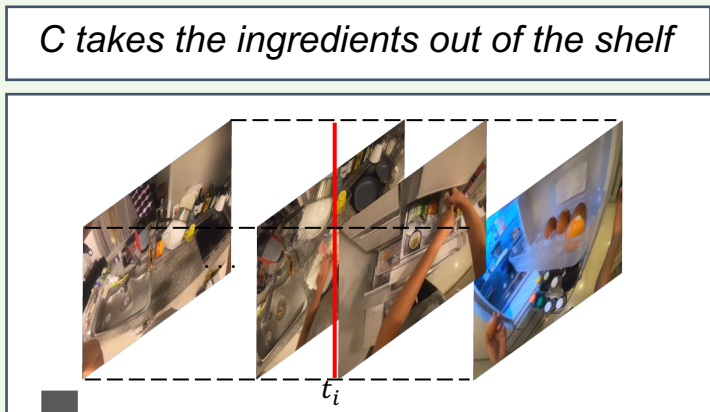 C takes the ingredients out of the shelf
. . .
t_i